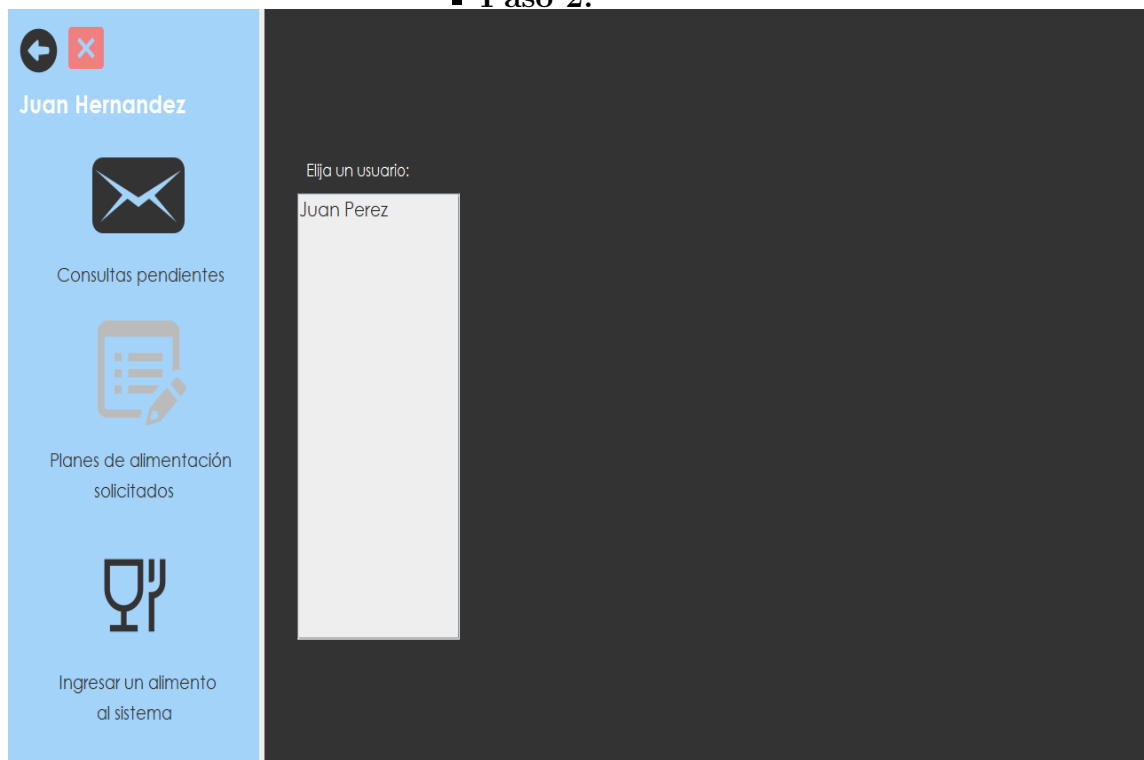 Paso 2:
Juan Hernandez
Consultas pendientes
Planes de alimentación
solicitados
Ingresar un alimento
al sistema
Elija un usuario:
Juan Perez